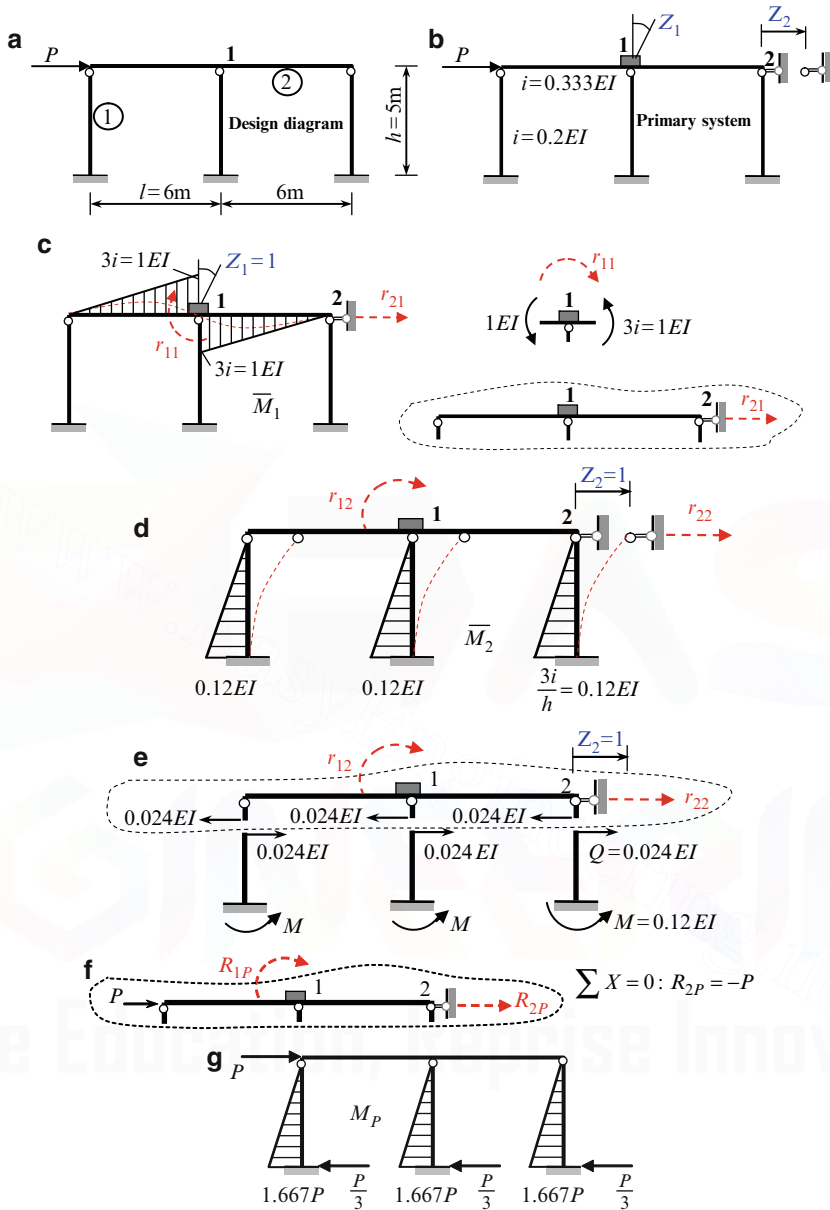 a
P
1
1
2
Design diagram
h=5m
l=6m
6m
b
P
1
Z₁
Z₂
2
i=0.333EI
i=0.2EI
Primary system
c
3i=1EI
Z₁=1
1
2
r₂₁
r₁₁
3i=1EI
M̅₁
r₁₁
1
1EI
3i=1EI
1
2
r₂₁
d
r₁₂
1
Z₂=1
2
r₂₂
M̅₂
0.12EI
0.12EI
3i/h = 0.12EI
e
r₁₂
1
Z₂=1
2
r₂₂
0.024EI
0.024EI
0.024EI
0.024EI
0.024EI
Q=0.024EI
M
M
M=0.12EI
f
R₁P
P
1
2
R₂P
∑ X = 0 : R₂P = −P
g
P
M_P
1.667P
P/3
1.667P
P/3
1.667P
P/3